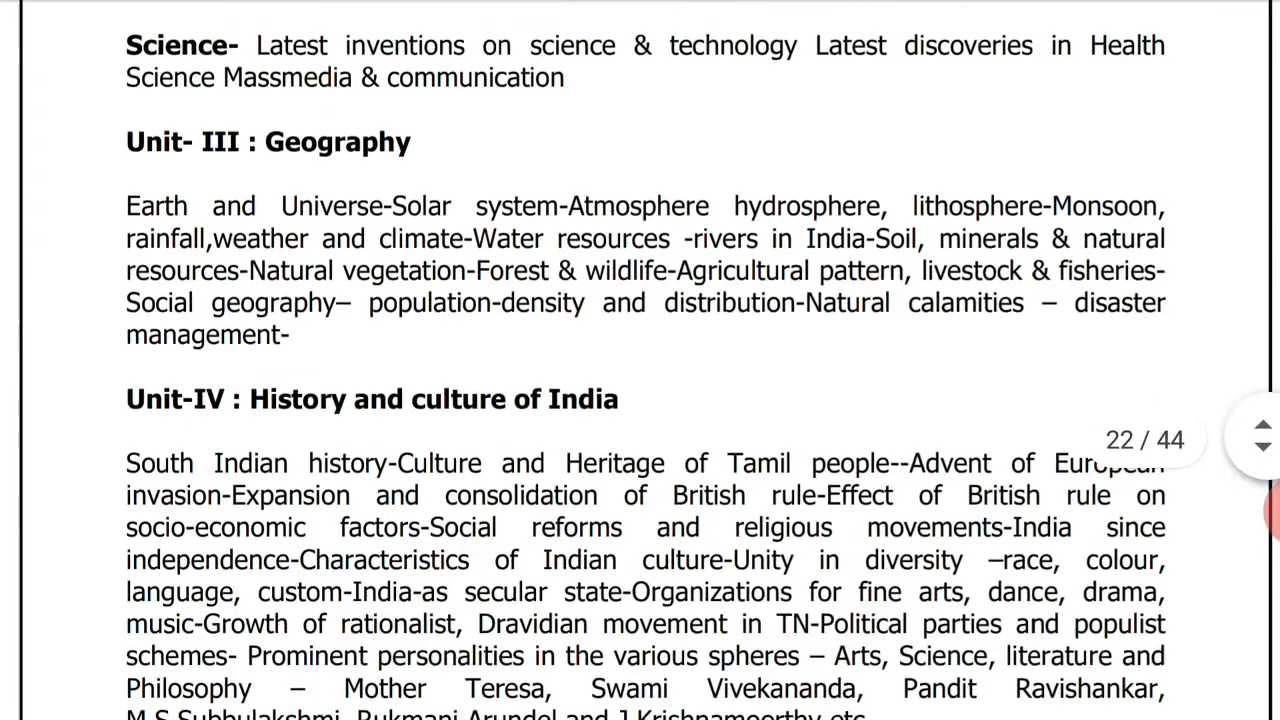 Science- Latest inventions on science & technology Latest discoveries in Health
Science Massmedia & communication
Unit- III : Geography
Earth and Universe-Solar system-Atmosphere hydrosphere, lithosphere-Monsoon,
rainfall,weather and climate-Water resources -rivers in India-Soil, minerals & natural
resources-Natural vegetation-Forest & wildlife-Agricultural pattern, livestock & fisheries-
Social geography– population-density and distribution-Natural calamities – disaster
management-
Unit-IV : History and culture of India
22 / 44
South Indian history-Culture and Heritage of Tamil people--Advent of European
invasion-Expansion and consolidation of British rule-Effect of British rule on
socio-economic factors-Social reforms and religious movements-India since
independence-Characteristics of Indian culture-Unity in diversity –race, colour,
language, custom-India-as secular state-Organizations for fine arts, dance, drama,
music-Growth of rationalist, Dravidian movement in TN-Political parties and populist
schemes- Prominent personalities in the various spheres – Arts, Science, literature and
Philosophy – Mother Teresa, Swami Vivekananda, Pandit Ravishankar,
M.S.Subbulakshmi, Rukmani Arundel and J.Krishnamoorthy etc